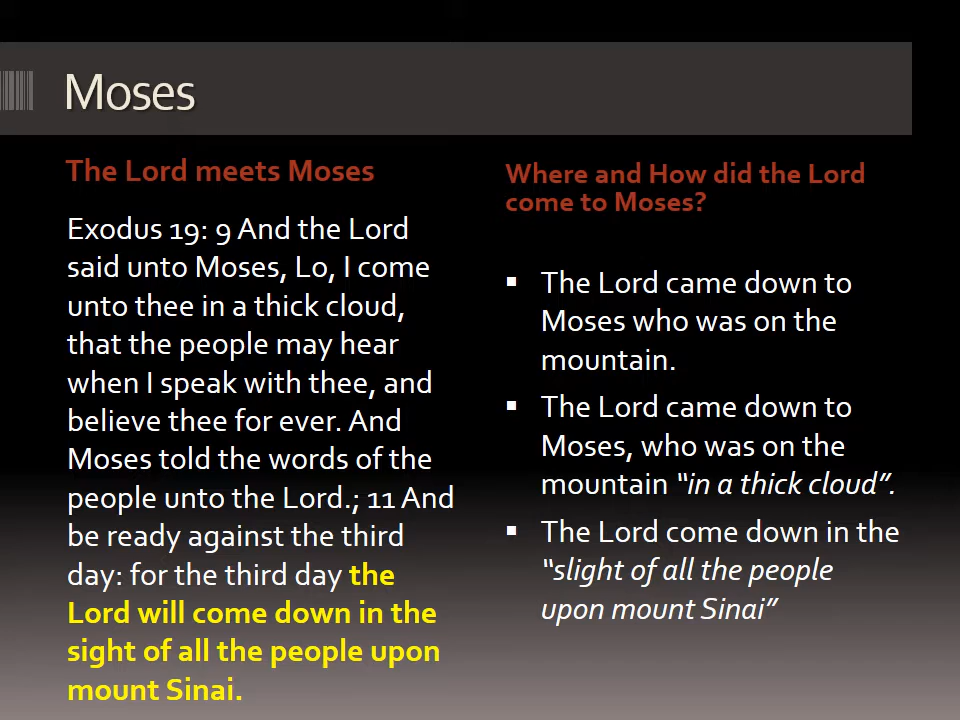 Moses
The Lord meets Moses
Exodus 19: 9 And the Lord
said unto Moses, Lo, I come
unto thee in a thick cloud,
that the people may hear
when I speak with thee, and
believe thee for ever. And
Moses told the words of the
people unto the Lord.; 11 And
be ready against the third
day: for the third day the
Lord will come down in the
sight of all the people upon
mount Sinai.
Where and How did the Lord
come to Moses?
▪ The Lord came down to
Moses who was on the
mountain.
▪ The Lord came down to
Moses, who was on the
mountain “in a thick cloud”.
▪ The Lord come down in the
“slight of all the people
upon mount Sinai”